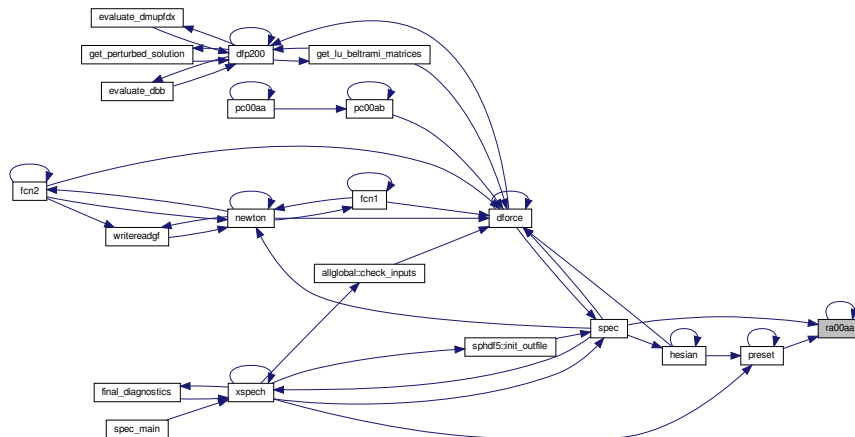 evaluate_dmupfdx
get_perturbed_solution
dfp200
get_lu_beltrami_matrices
evaluate_dbb
pc00aa
pc00ab
fcn2
fcn1
newton
dforce
writereadgf
allglobal::check_inputs
spec
ra00aa
sphdf5::init_outfile
hesian
preset
final_diagnostics
xspech
spec_main